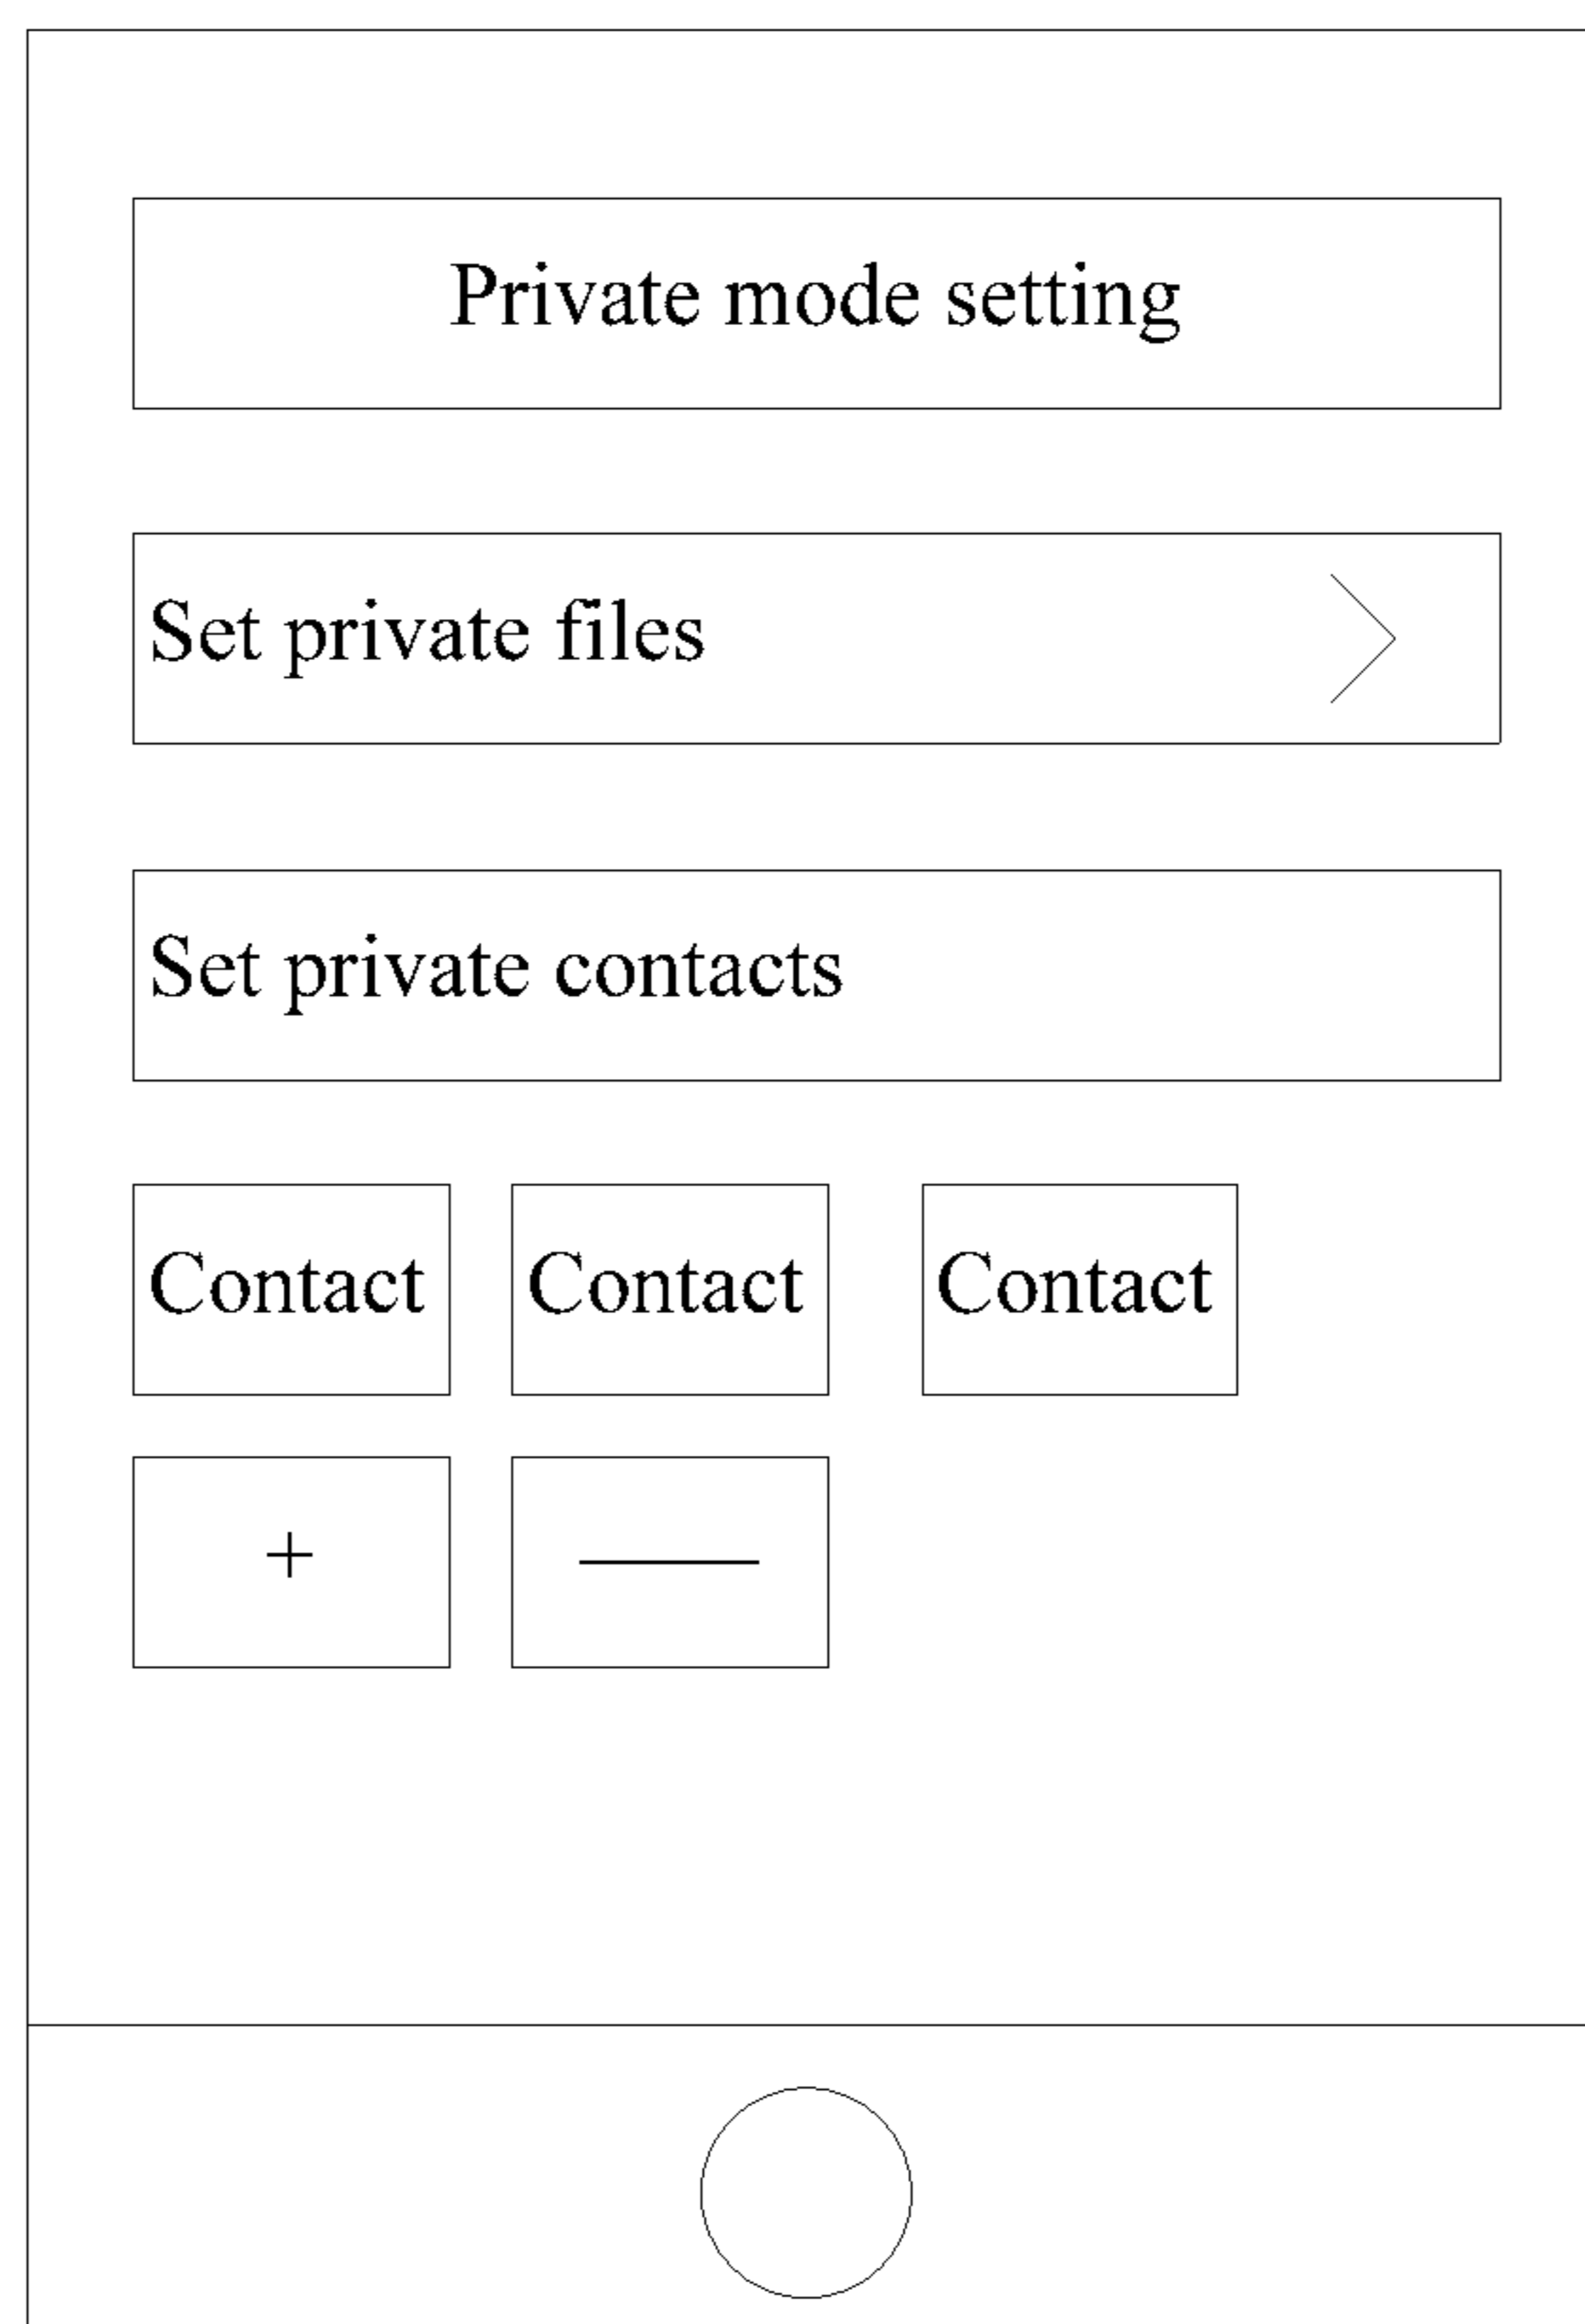 Private mode setting
Set private files
Set private contacts
Contact Contact Contact
+ —